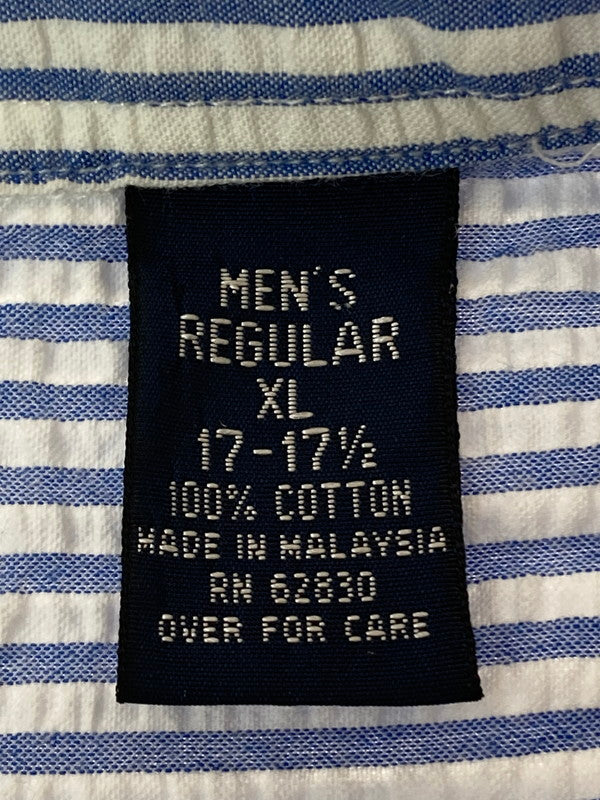 MEN'S
REGULAR
XL
17-17½
100% COTTON
MADE IN MALAYSIA
RN 62830
OVER FOR CARE